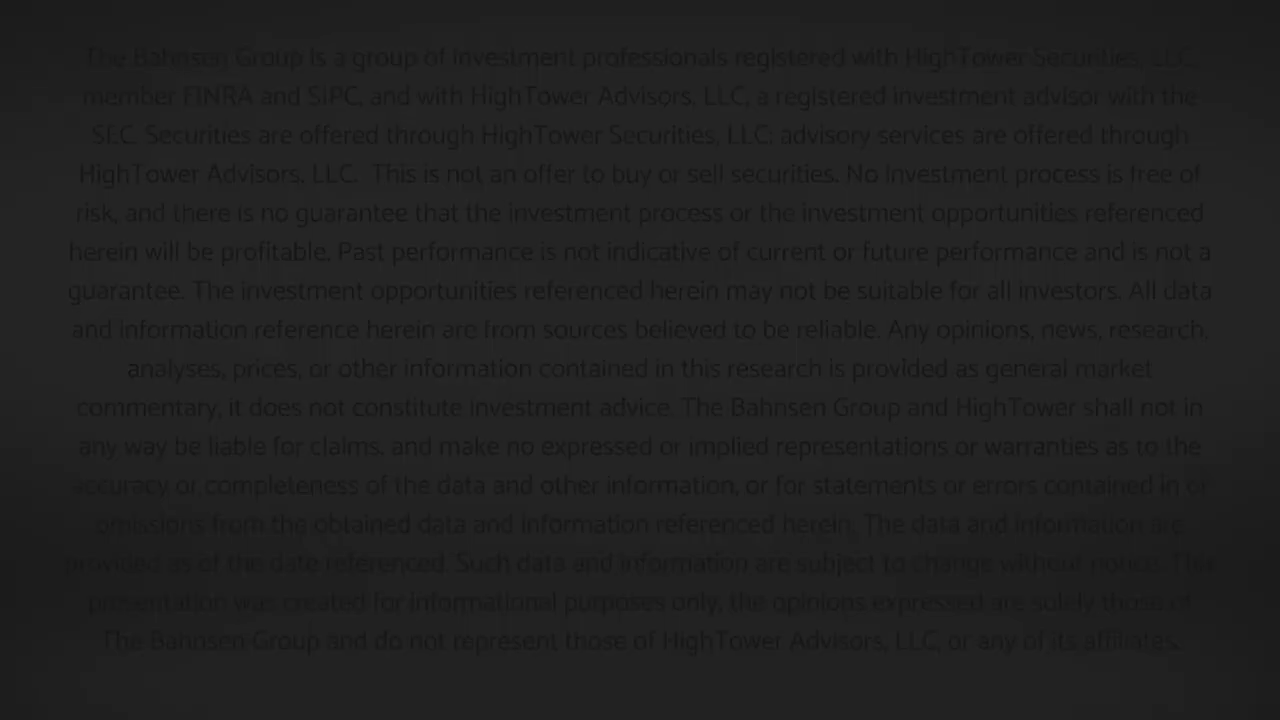 The Bahnsen Group is a group of investment professionals registered with HighTower Securities, LLC,
member FINRA and SIPC, and with HighTower Advisors, LLC, a registered investment advisor with the
SEC. Securities are offered through HighTower Securities, LLC; advisory services are offered through
HighTower Advisors, LLC. This is not an offer to buy or sell securities. No investment process is free of
risk, and there is no guarantee that the investment process or the investment opportunities referenced
herein will be profitable. Past performance is not indicative of current or future performance and is not a
guarantee. The investment opportunities referenced herein may not be suitable for all investors. All data
and information reference herein are from sources believed to be reliable. Any opinions, news, research,
analyses, prices, or other information contained in this research is provided as general market
commentary, it does not constitute investment advice. The Bahnsen Group and HighTower shall not in
any way be liable for claims, and make no expressed or implied representations or warranties as to the
accuracy or completeness of the data and other information, or for statements or errors contained in or
omissions from the obtained data and information referenced herein. The data and information are
provided as of the date referenced. Such data and information are subject to change without notice. This
presentation was created for informational purposes only, the opinions expressed are solely those of
The Bahnsen Group and do not represent those of HighTower Advisors, LLC, or any of its affiliates.